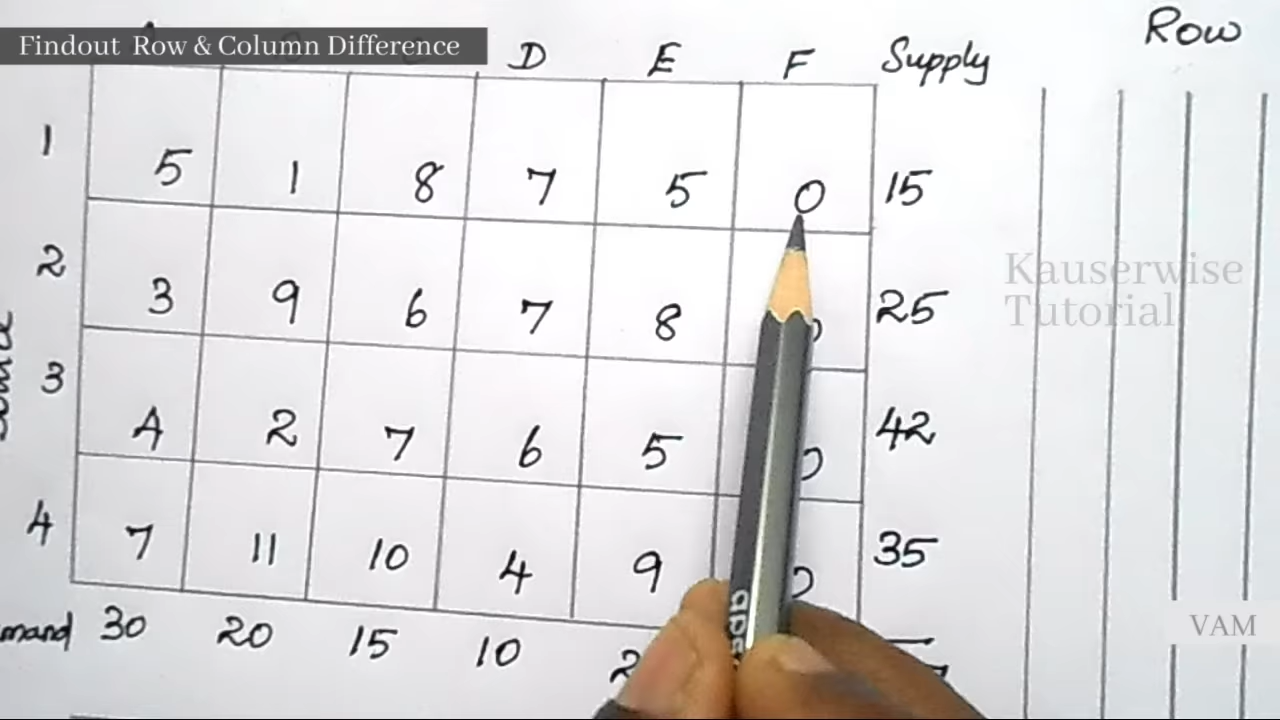 Findout Row & Column Difference
Row
D E F Supply
1 5 1 8 7 5 0 15
2 3 9 6 7 8 25
Kauserwise
Tutorial
3 4 2 7 6 5 0 42
4 7 11 10 4 9 0 35
30 20 15 10
VAM